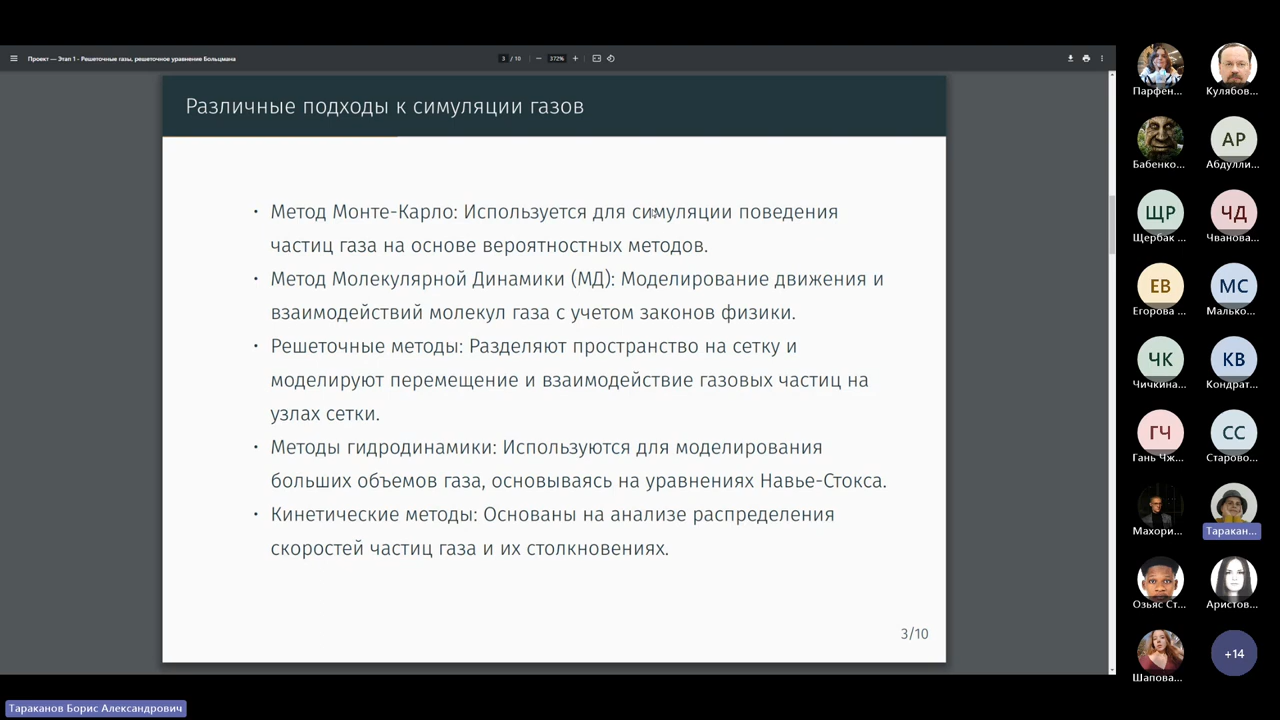 Проект — Этап 1 - Решеточные газы, решеточное уравнение Больцмана
3 / 10
372%
Различные подходы к симуляции газов
• Метод Монте-Карло: Используется для симуляции поведения
частиц газа на основе вероятностных методов.
• Метод Молекулярной Динамики (МД): Моделирование движения и
взаимодействий молекул газа с учетом законов физики.
• Решеточные методы: Разделяют пространство на сетку и
моделируют перемещение и взаимодействие газовых частиц на
узлах сетки.
• Методы гидродинамики: Используются для моделирования
больших объемов газа, основываясь на уравнениях Навье-Стокса.
• Кинетические методы: Основаны на анализе распределения
скоростей частиц газа и их столкновениях.
3/10
Парфен...
Кулябов...
Бабенко...
АР
Абдулли...
ЩР
Щербак ...
ЧД
Чванова...
ЕВ
Егорова ...
МС
Малько...
ЧК
Чичкина...
КВ
Кондрат...
ГЧ
Гань Чж...
СС
Старово...
Махори...
Таракан...
Озьяс Ст...
Аристов...
Шапова...
+14
Тараканов Борис Александрович